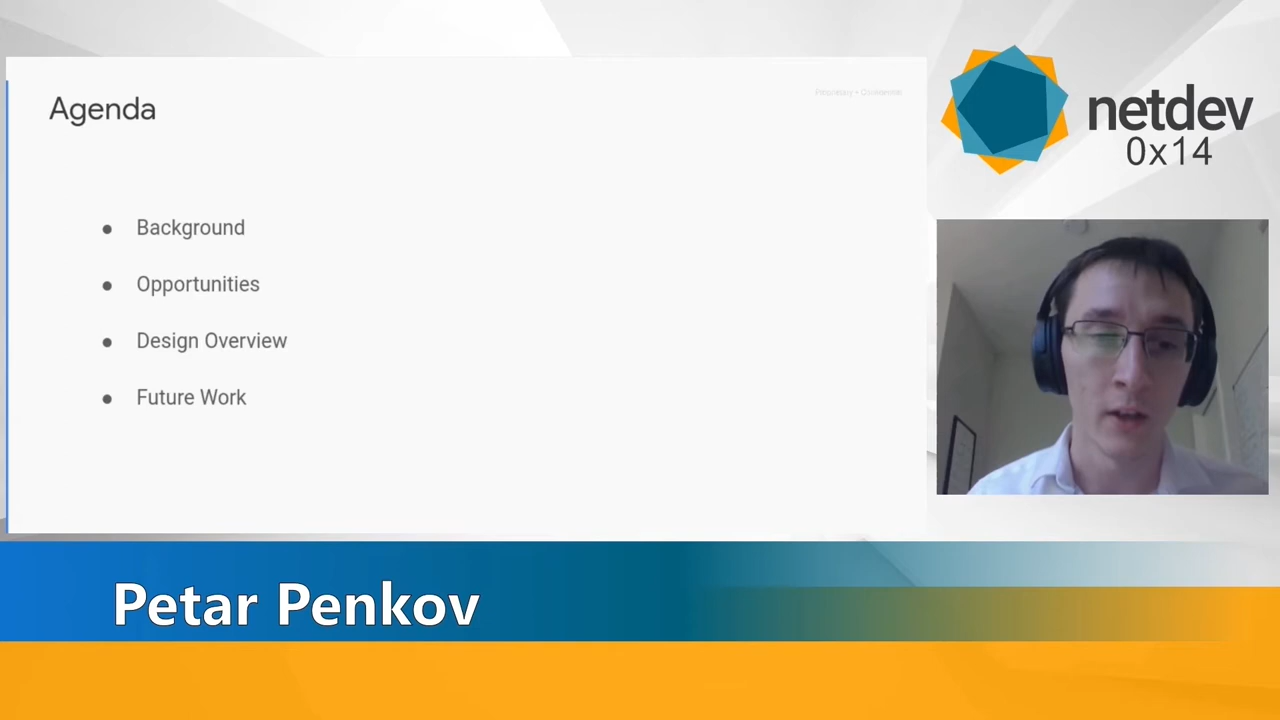 Agenda
● Background
● Opportunities
● Design Overview
● Future Work
netdev
0x14
Petar Penkov